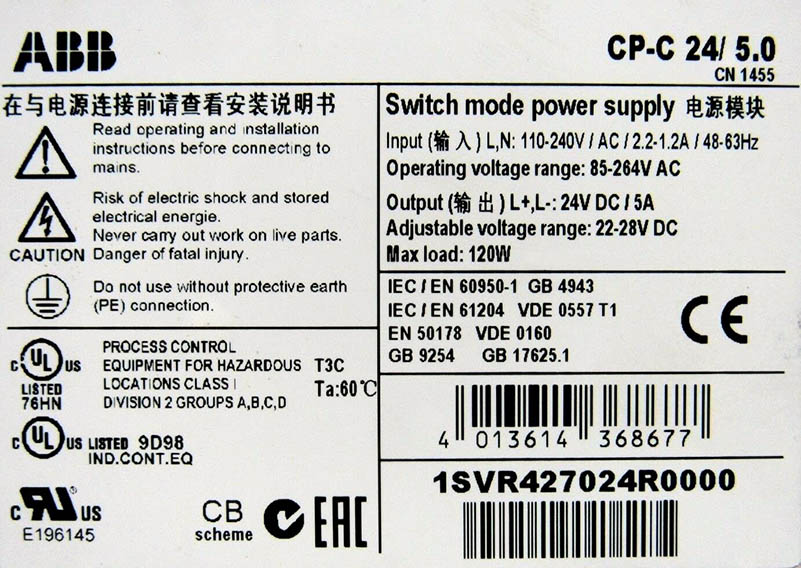 ABB
CP-C 24/ 5.0
CN 1455
在与电源连接前请查看安装说明书
Read operating and installation
instructions before connecting to
mains.
Risk of electric shock and stored
electrical energie.
Never carry out work on live parts.
CAUTION Danger of fatal injury.
Do not use without protective earth
(PE) connection.
Switch mode power supply 电源模块
Input (输入) L,N: 110-240V / AC / 2.2-1.2A / 48-63Hz
Operating voltage range: 85-264V AC
Output (输出) L+,L-: 24V DC / 5A
Adjustable voltage range: 22-28V DC
Max load: 120W
IEC / EN 60950-1 GB 4943
IEC / EN 61204 VDE 0557 T1
EN 50178 VDE 0160
GB 9254 GB 17625.1
CE
C UL US
LISTED
76HN
PROCESS CONTROL
EQUIPMENT FOR HAZARDOUS T3C
LOCATIONS CLASS I
DIVISION 2 GROUPS A,B,C,D
Ta:60℃
C UL US LISTED 9D98
IND.CONT.EQ
C RU US
E196145
CB
scheme
EAC
4 013614 368677
1SVR427024R0000